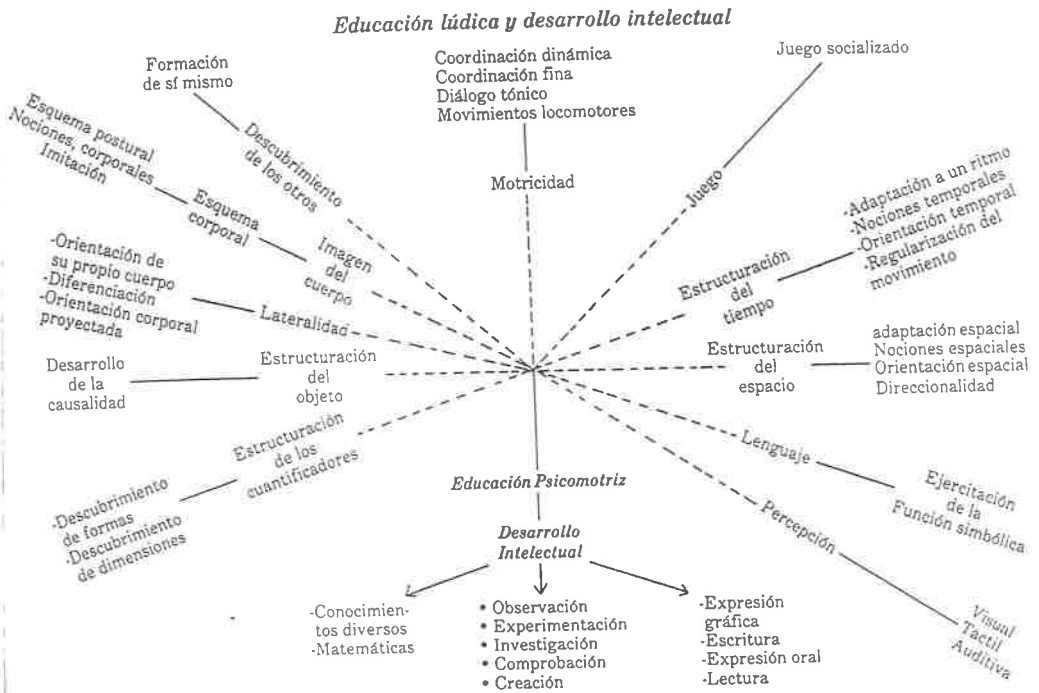 Educación lúdica y desarrollo intelectual
Formación
de sí mismo
Descubrimiento
de los otros
Coordinación dinámica
Coordinación fina
Diálogo tónico
Movimientos locomotores
Motricidad
Juego socializado
Juego
Esquema postural
Nociones, corporales
Imitación
Esquema
corporal
Imagen
del
cuerpo
-Adaptación a un ritmo
-Nociones temporales
-Orientación temporal
-Regularización del
movimiento
Estructuración
del
tiempo
-Orientación de
su propio cuerpo
-Diferenciación
-Orientación corporal
proyectada
Lateralidad
Desarrollo
de la
causalidad
Estructuración
del
objeto
Estructuración
del
espacio
adaptación espacial
Nociones espaciales
Orientación espacial
Direccionalidad
Estructuración
de los
cuantificadores
-Descubrimiento
de formas
-Descubrimiento
de dimensiones
Lenguaje
Ejercitación
de la
Función simbólica
Percepción
Visual
Tactil
Auditiva
Educación Psicomotriz
Desarrollo
Intelectual
-Conocimien-
tos diversos
-Matemáticas
• Observación
• Experimentación
• Investigación
• Comprobación
• Creación
-Expresión
gráfica
-Escritura
-Expresión oral
-Lectura